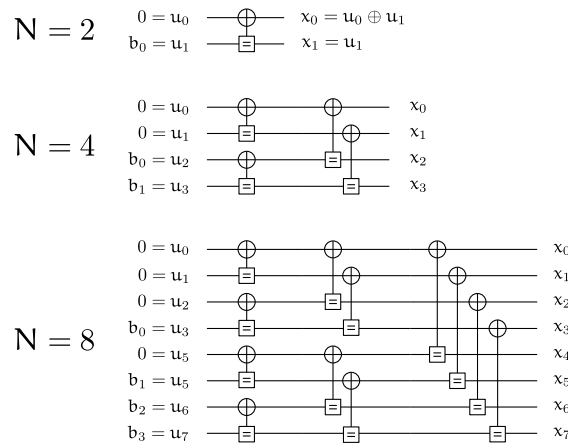 N = 2
0 = u₀ x₀ = u₀ ⊕ u₁
b₀ = u₁ = x₁ = u₁
N = 4
0 = u₀ = x₀
0 = u₁ = x₁
b₀ = u₂ = x₂
b₁ = u₃ = = x₃
N = 8
0 = u₀ x₀
0 = u₁ = x₁
0 = u₂ = x₂
b₀ = u₃ = = x₃
0 = u₅ = x₄
b₁ = u₅ = = x₅
b₂ = u₆ = = x₆
b₃ = u₇ = = = x₇